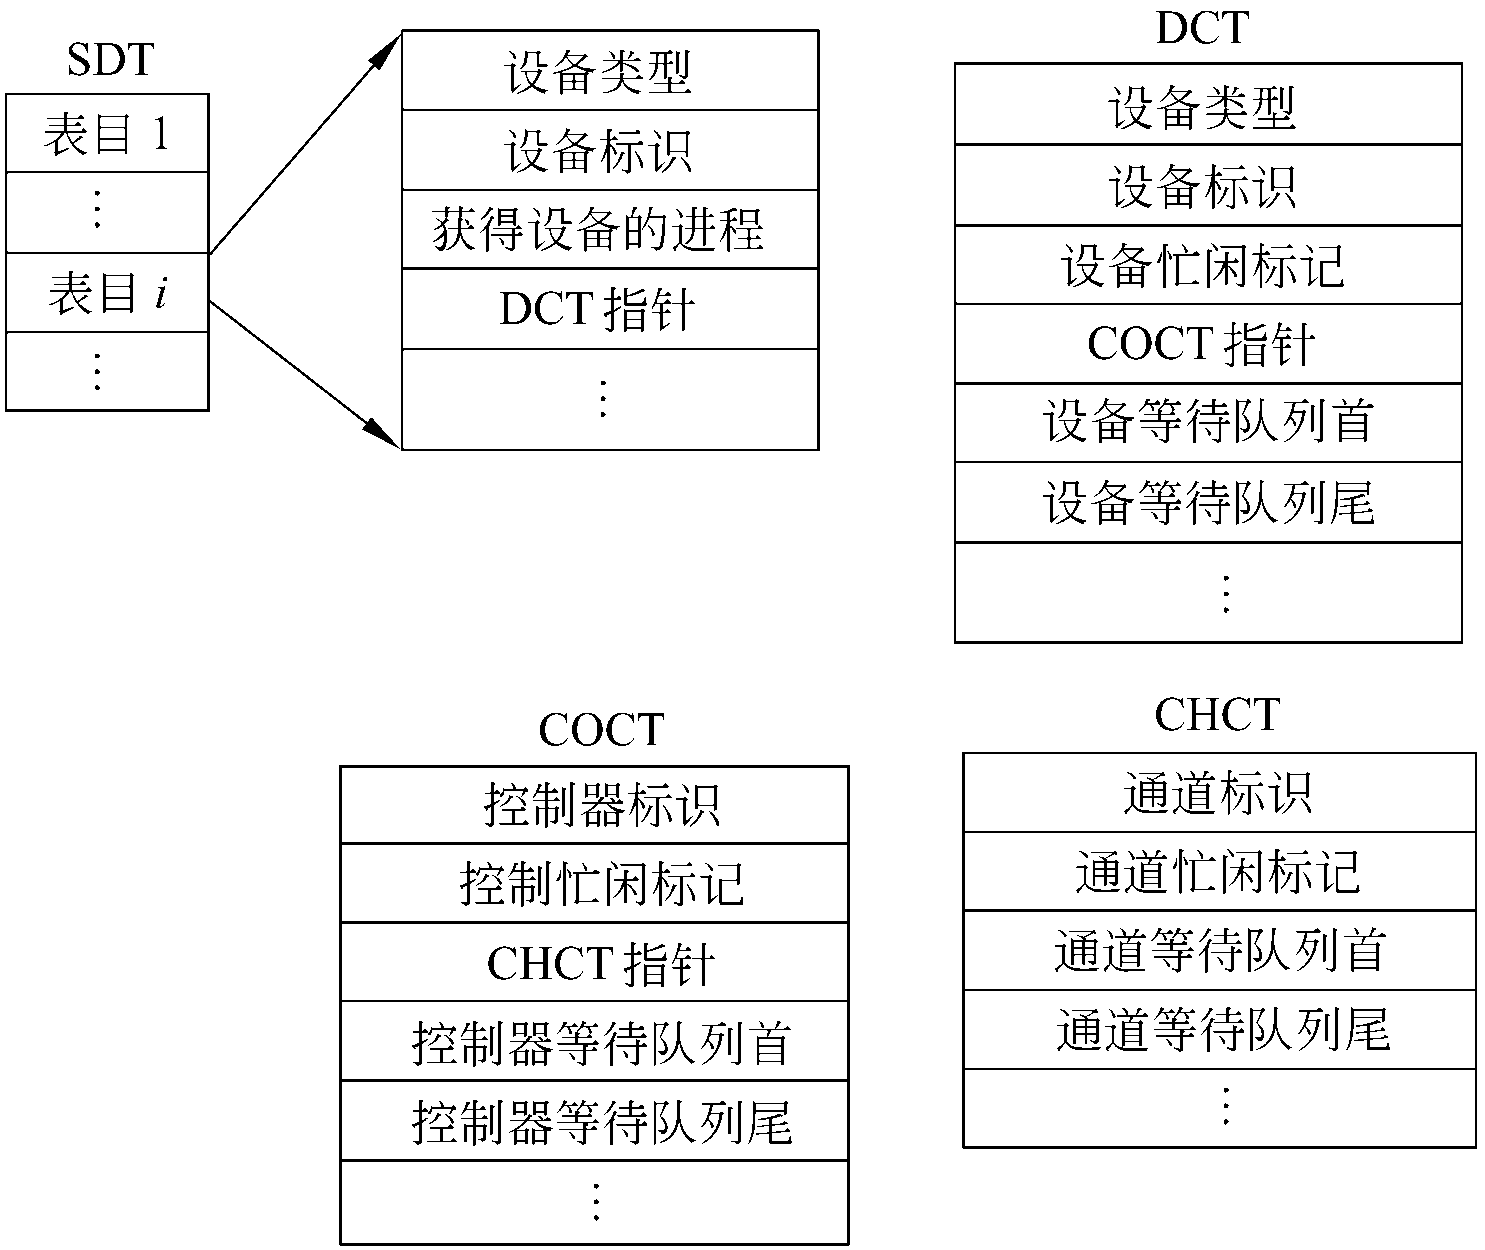 SDT
表目 1
⋮
表目 i
⋮
设备类型
设备标识
获得设备的进程
DCT 指针
⋮
DCT
设备类型
设备标识
设备忙闲标记
COCT 指针
设备等待队列首
设备等待队列尾
⋮
COCT
控制器标识
控制忙闲标记
CHCT 指针
控制器等待队列首
控制器等待队列尾
⋮
CHCT
通道标识
通道忙闲标记
通道等待队列首
通道等待队列尾
⋮